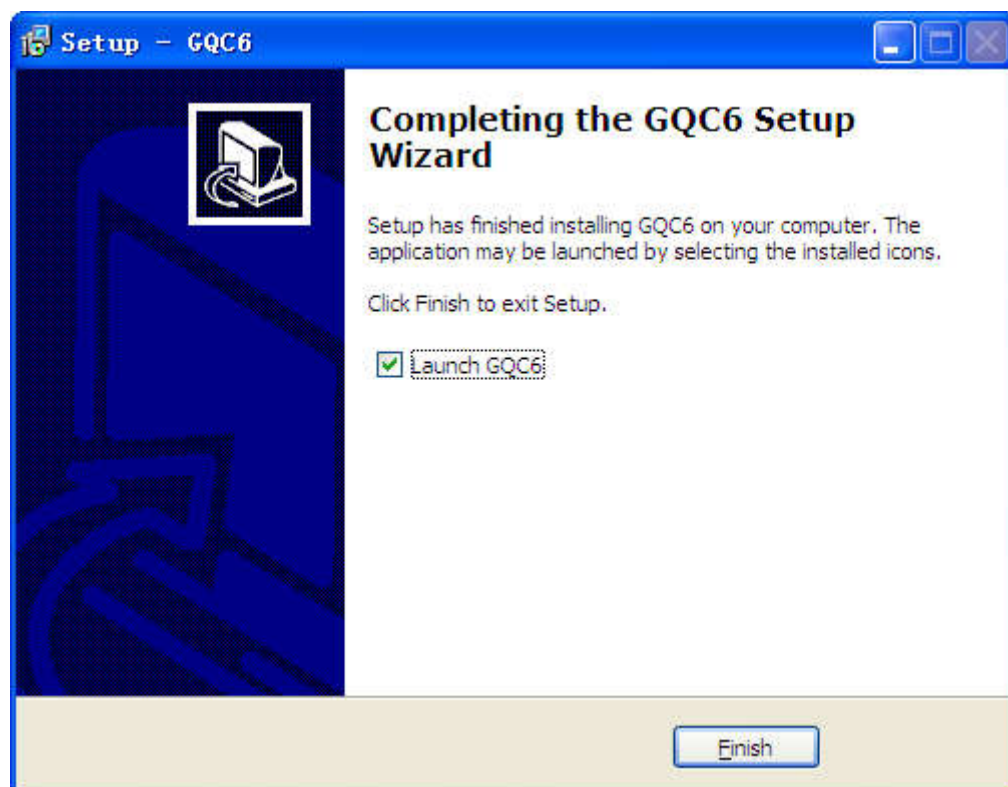 Setup - GQC6
Completing the GQC6 Setup
Wizard
Setup has finished installing GQC6 on your computer. The
application may be launched by selecting the installed icons.
Click Finish to exit Setup.
Launch GQC6
Finish